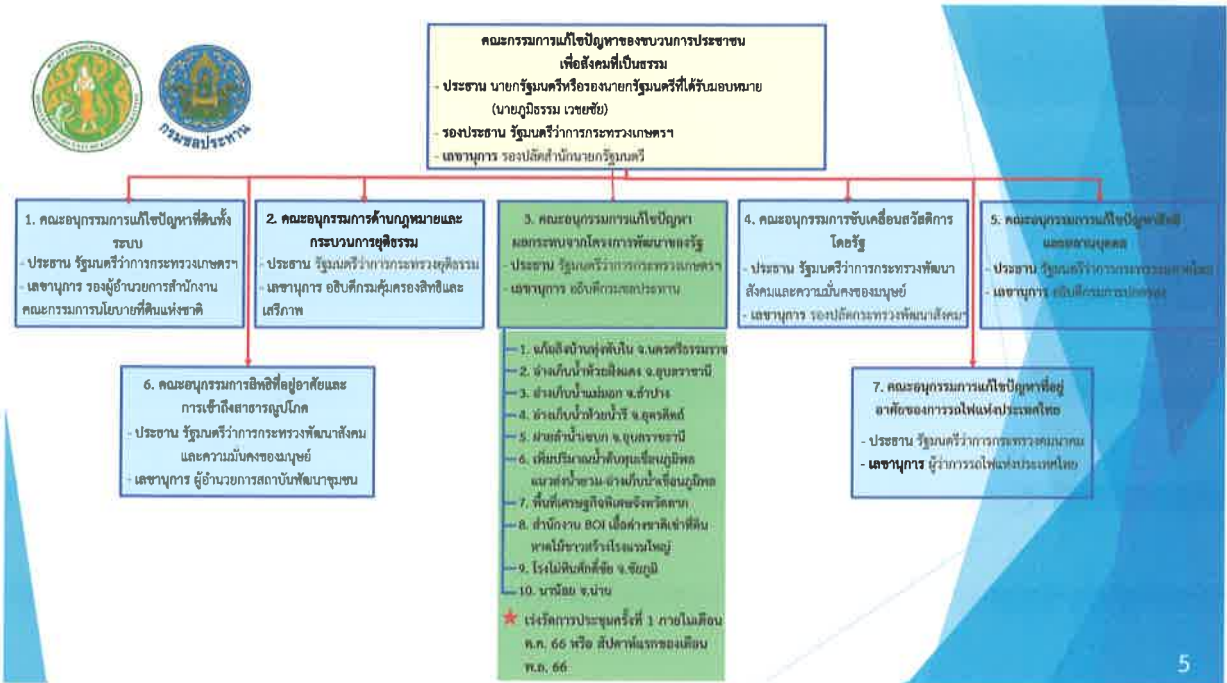 กรมชลประทาน
คณะกรรมการแก้ไขปัญหาของขบวนการประชาชน
เพื่อสังคมที่เป็นธรรม
- ประธาน นายกรัฐมนตรีหรือรองนายกรัฐมนตรีที่ได้รับมอบหมาย
(นายภูมิธรรม เวชยชัย)
- รองประธาน รัฐมนตรีว่าการกระทรวงเกษตรฯ
- เลขานุการ รองปลัดสำนักนายกรัฐมนตรี
1. คณะอนุกรรมการแก้ไขปัญหาที่ดินทั้ง
ระบบ
- ประธาน รัฐมนตรีว่าการกระทรวงเกษตรฯ
- เลขานุการ รองผู้อำนวยการสำนักงาน
คณะกรรมการนโยบายที่ดินแห่งชาติ
2. คณะอนุกรรมการด้านกฎหมายและ
กระบวนการยุติธรรม
- ประธาน รัฐมนตรีว่าการกระทรวงยุติธรรม
- เลขานุการ อธิบดีกรมคุ้มครองสิทธิและ
เสรีภาพ
3. คณะอนุกรรมการแก้ไขปัญหา
ผลกระทบจากโครงการพัฒนาของรัฐ
- ประธาน รัฐมนตรีว่าการกระทรวงเกษตรฯ
- เลขานุการ อธิบดีกรมชลประทาน
4. คณะอนุกรรมการขับเคลื่อนสวัสดิการ
โดยรัฐ
- ประธาน รัฐมนตรีว่าการกระทรวงพัฒนา
สังคมและความมั่นคงของมนุษย์
- เลขานุการ รองปลัดกระทรวงพัฒนาสังคมฯ
5. คณะอนุกรรมการแก้ไขปัญหาสิทธิ
และสถานะบุคคล
- ประธาน รัฐมนตรีว่าการกระทรวงมหาดไทย
- เลขานุการ อธิบดีกรมการปกครอง
6. คณะอนุกรรมการสิทธิที่อยู่อาศัยและ
การเข้าถึงสาธารณูปโภค
- ประธาน รัฐมนตรีว่าการกระทรวงพัฒนาสังคม
และความมั่นคงของมนุษย์
- เลขานุการ ผู้อำนวยการสถาบันพัฒนาชุมชน
1. แก้มลิงบ้านทุ่งทับใน จ.นครศรีธรรมราช
2. อ่างเก็บน้ำห้วยฝั่งแดง จ.อุบลราชธานี
3. อ่างเก็บน้ำแม่มอก จ.ลำปาง
4. อ่างเก็บน้ำห้วยน้ำรี จ.อุตรดิตถ์
5. ฝายลำน้ำเซบก จ.อุบลราชธานี
6. เพิ่มปริมาณน้ำต้นทุนเขื่อนภูมิพล
แนวส่งน้ำยวม-อ่างเก็บน้ำเขื่อนภูมิพล
7. พื้นที่เศรษฐกิจพิเศษจังหวัดตาก
8. สำนักงาน BOI เอื้อต่างชาติเช่าที่ดิน
หาดไม้ขาวสร้างโรงแรมใหญ่
9. โรงโม่หินศักดิ์ชัย จ.ชัยภูมิ
10. นาน้อย จ.น่าน
เร่งรัดการประชุมครั้งที่ 1 ภายในเดือน
ต.ค. 66 หรือ สัปดาห์แรกของเดือน
พ.ย. 66
7. คณะอนุกรรมการแก้ไขปัญหาที่อยู่
อาศัยของการรถไฟแห่งประเทศไทย
- ประธาน รัฐมนตรีว่าการกระทรวงคมนาคม
- เลขานุการ ผู้ว่าการรถไฟแห่งประเทศไทย
5